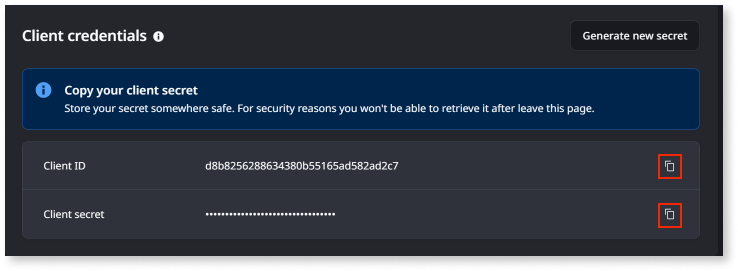 Client credentials
Generate new secret
Copy your client secret
Store your secret somewhere safe. For security reasons you won't be able to retrieve it after leave this page.
Client ID d8b8256288634380b55165ad582ad2c7
Client secret ••••••••••••••••••••••••••••••••